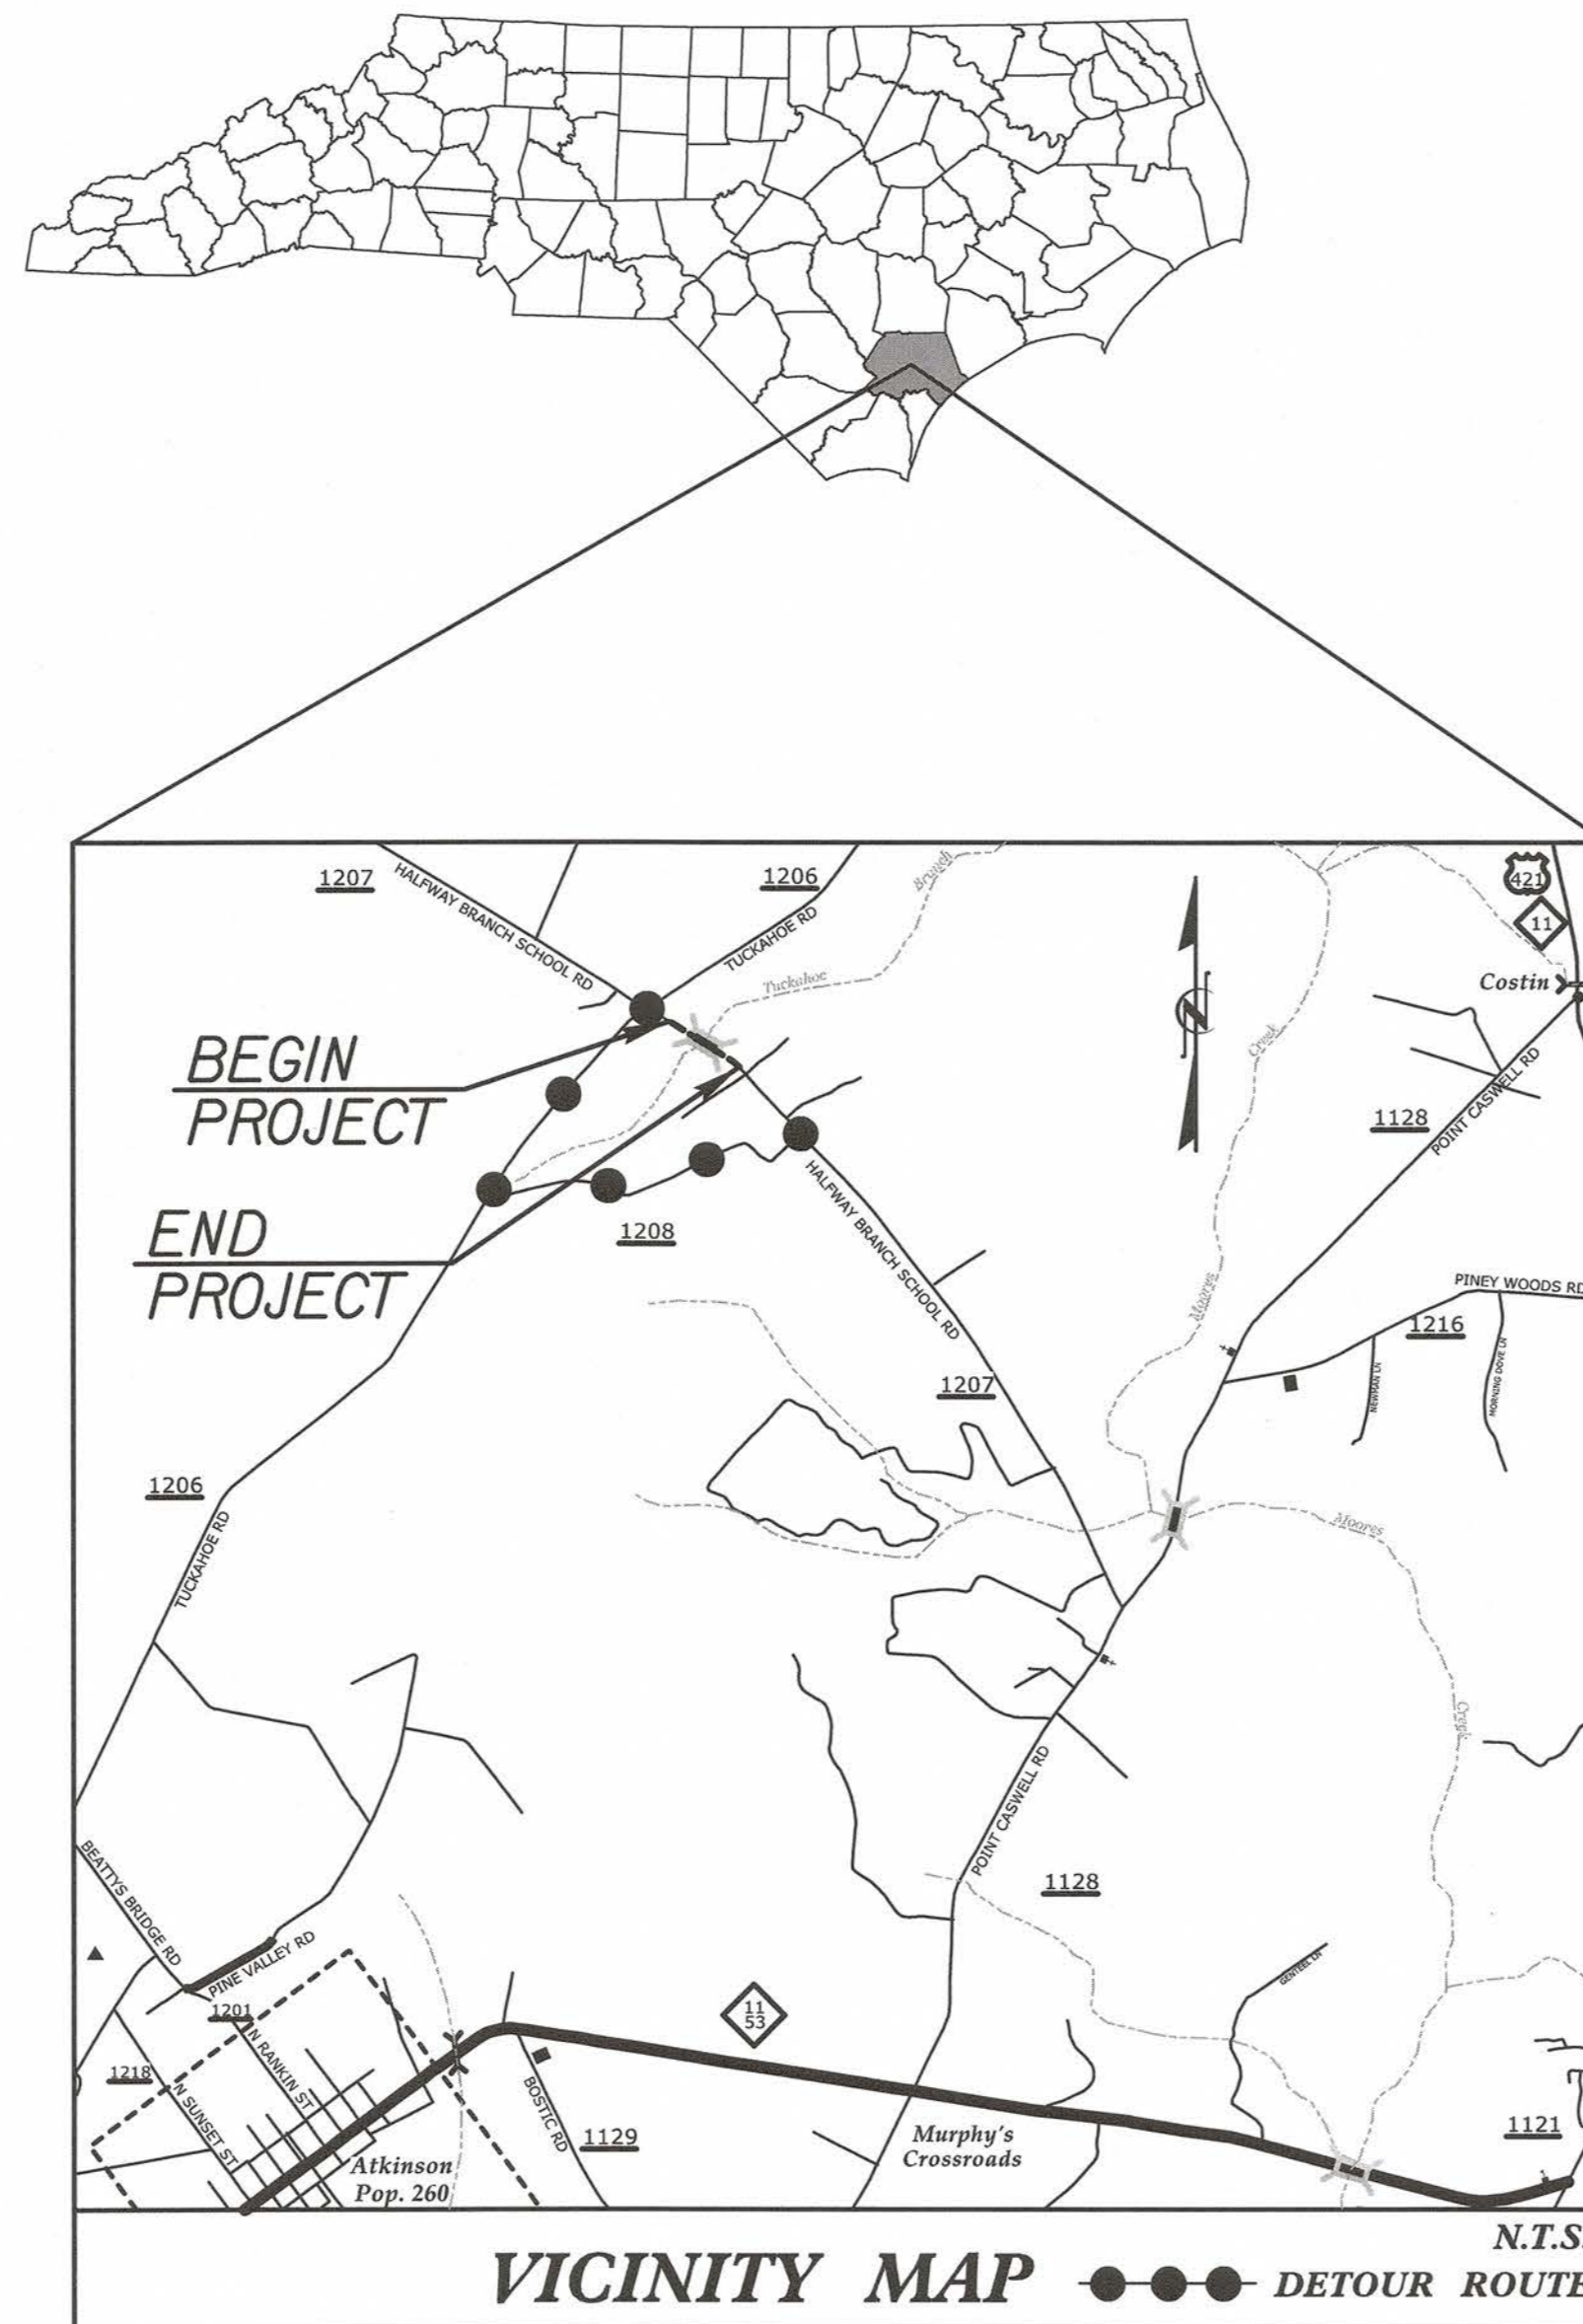 1207
HALFWAY BRANCH SCHOOL RD
1206
TUCKAHOE RD
Branch
Tuckahoe
421
11
Costin
BEGIN
PROJECT
N
Creek
1128
POINT CASWELL RD
END
PROJECT
1208
HALFWAY BRANCH SCHOOL RD
Moores
PINEY WOODS RD
1216
NEWMAN LN
MORNING DOVE LN
1207
1206
TUCKAHOE RD
Moores
Creek
POINT CASWELL RD
1128
BEATTYS BRIDGE RD
PINE VALLEY RD
1201
N RANKIN ST
GENTEEL LN
11
53
1218
N SUNSET ST
BOSTIC RD
1129
Murphy's
Crossroads
1121
Atkinson
Pop. 260
N.T.S.
VICINITY MAP
DETOUR ROUTE